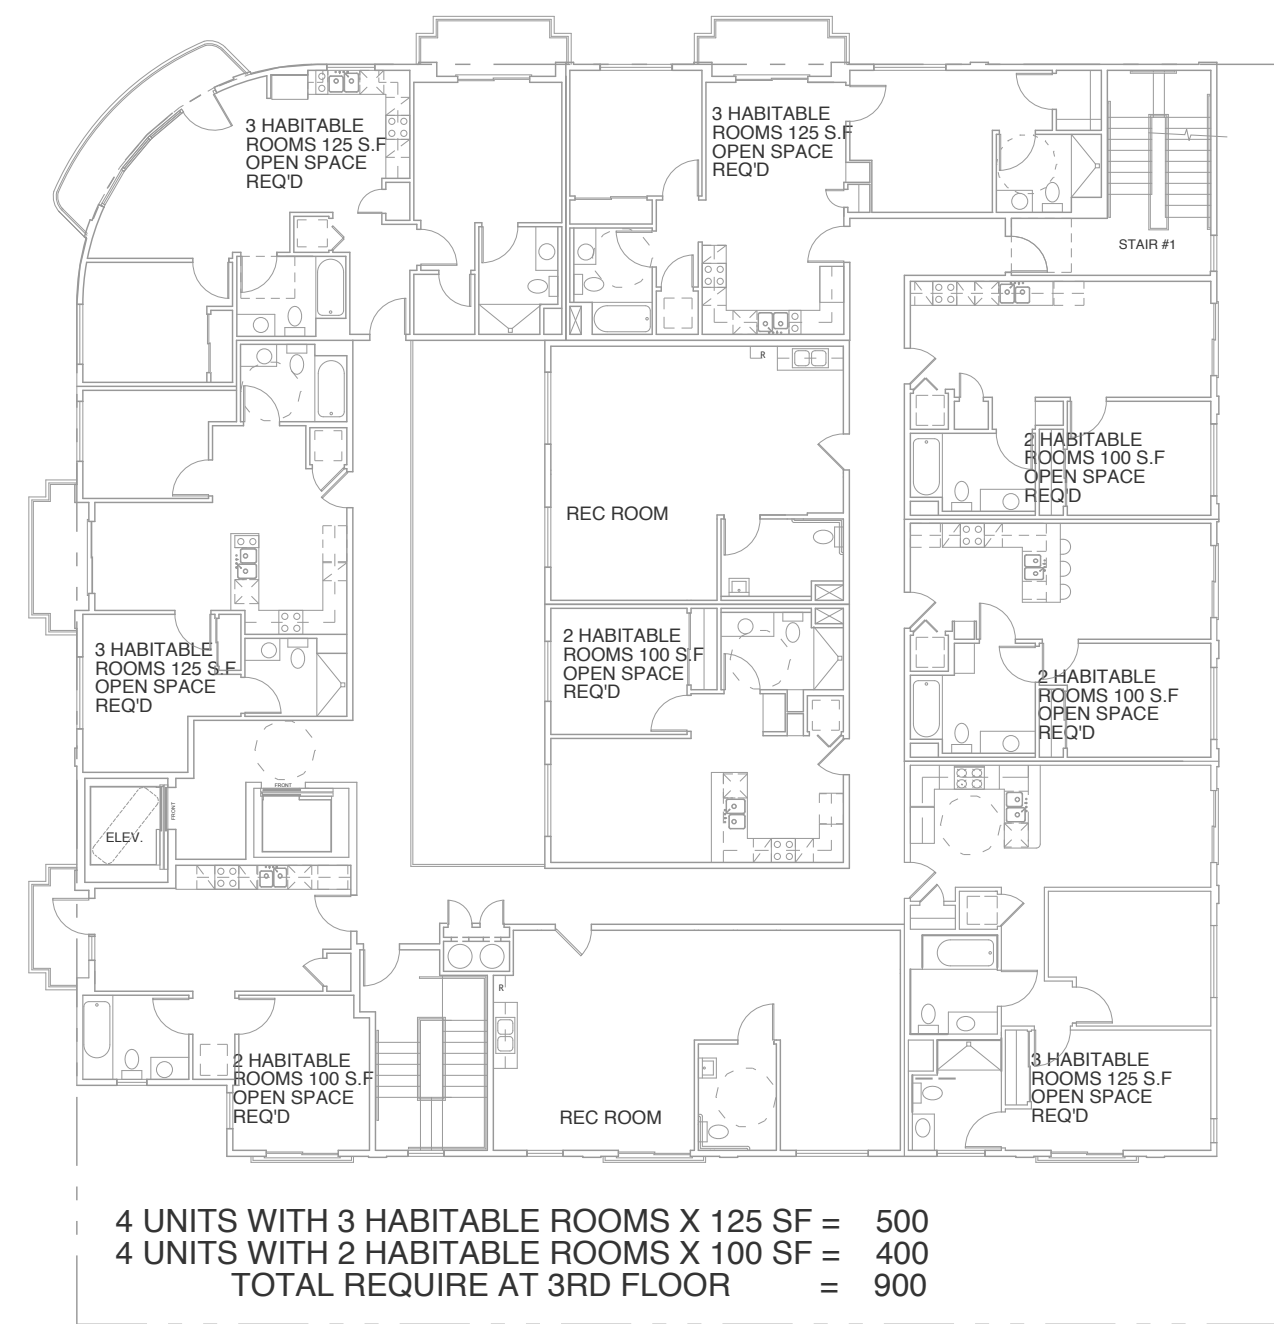 3 HABITABLE
ROOMS 125 S.F
OPEN SPACE
REQ'D
3 HABITABLE
ROOMS 125 S.F
OPEN SPACE
REQ'D
STAIR #1
R
2 HABITABLE
ROOMS 100 S.F
OPEN SPACE
REQ'D
REC ROOM
3 HABITABLE
ROOMS 125 S.F
OPEN SPACE
REQ'D
2 HABITABLE
ROOMS 100 S.F
OPEN SPACE
REQ'D
2 HABITABLE
ROOMS 100 S.F
OPEN SPACE
REQ'D
FRONT
FRONT
ELEV.
R
2 HABITABLE
ROOMS 100 S.F
OPEN SPACE
REQ'D
REC ROOM
3 HABITABLE
ROOMS 125 S.F
OPEN SPACE
REQ'D
4 UNITS WITH 3 HABITABLE ROOMS X 125 SF = 500
4 UNITS WITH 2 HABITABLE ROOMS X 100 SF = 400
TOTAL REQUIRE AT 3RD FLOOR = 900